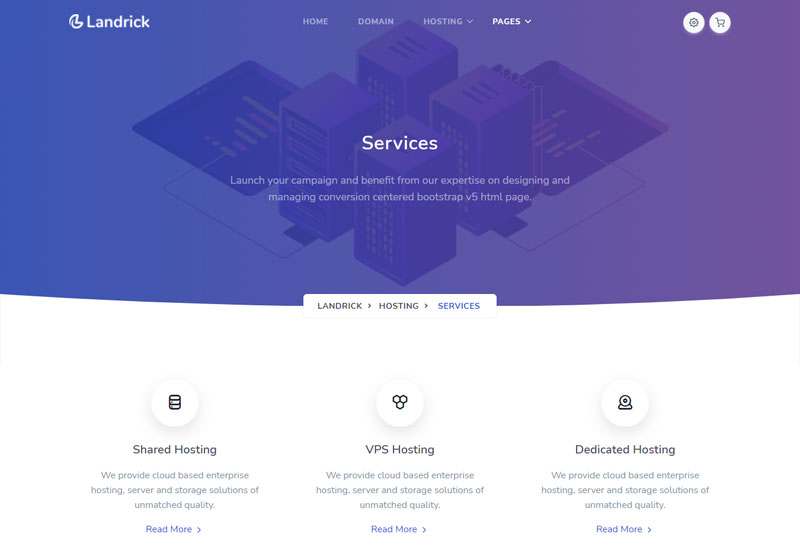 Landrick
HOME DOMAIN HOSTING PAGES
Services
Launch your campaign and benefit from our expertise on designing and
managing conversion centered bootstrap v5 html page.
LANDRICK > HOSTING > SERVICES
Shared Hosting
We provide cloud based enterprise
hosting, server and storage solutions of
unmatched quality.
Read More >
VPS Hosting
We provide cloud based enterprise
hosting, server and storage solutions of
unmatched quality.
Read More >
Dedicated Hosting
We provide cloud based enterprise
hosting, server and storage solutions of
unmatched quality.
Read More >